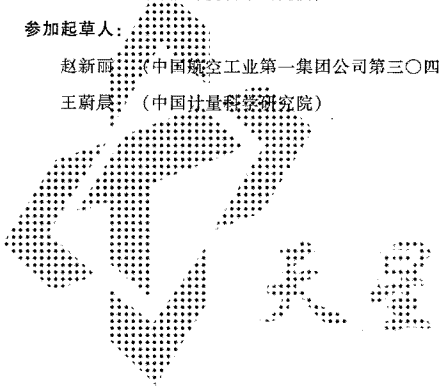 参加起草人：
赵新丽 （中国航空工业第一集团公司第三〇四
王蔚晨 （中国计量科学研究院）
天星